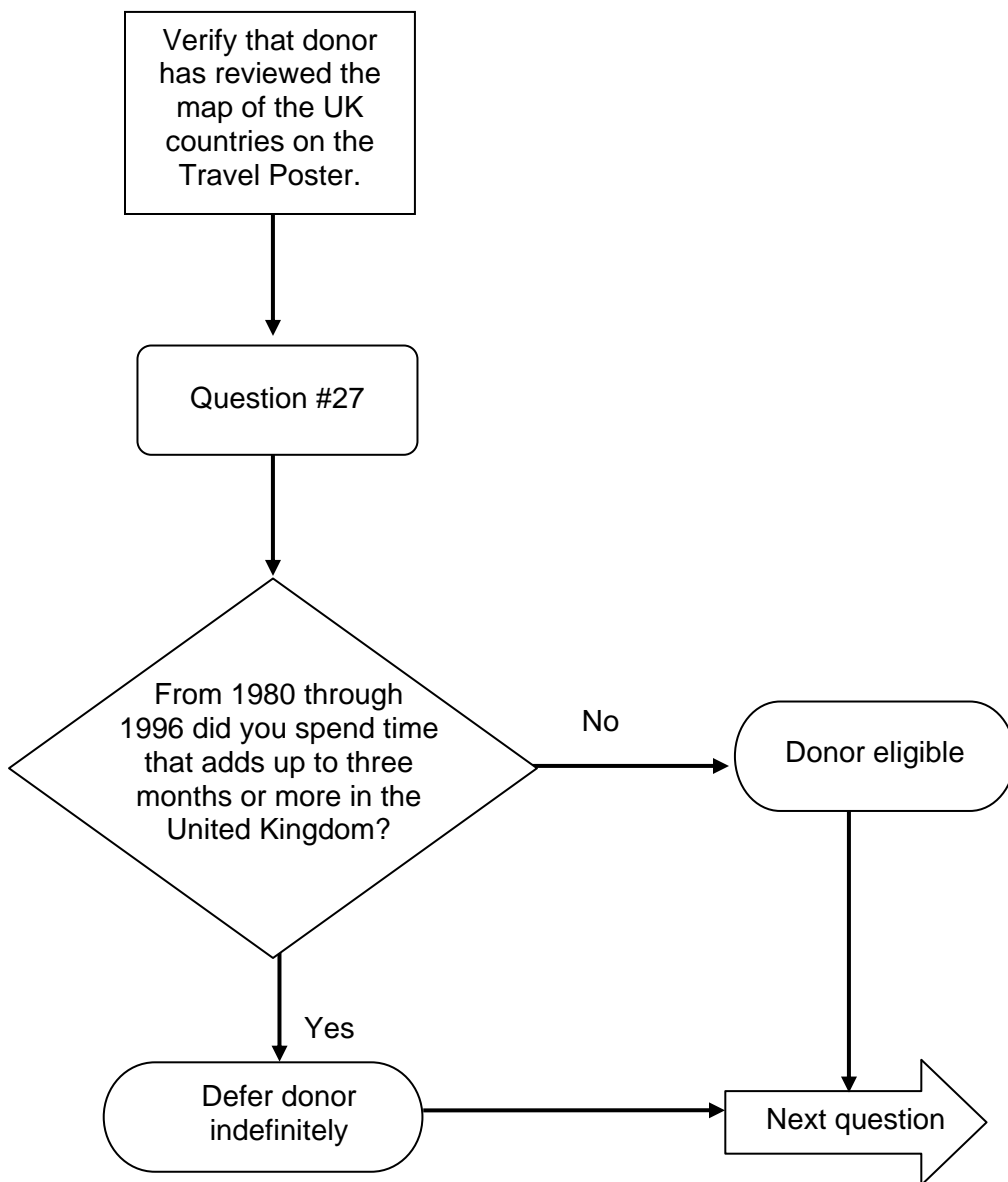 Verify that donor
has reviewed the
map of the UK
countries on the
Travel Poster.
Question #27
From 1980 through
1996 did you spend time
that adds up to three
months or more in the
United Kingdom?
No
Donor eligible
Yes
Defer donor
indefinitely
Next question